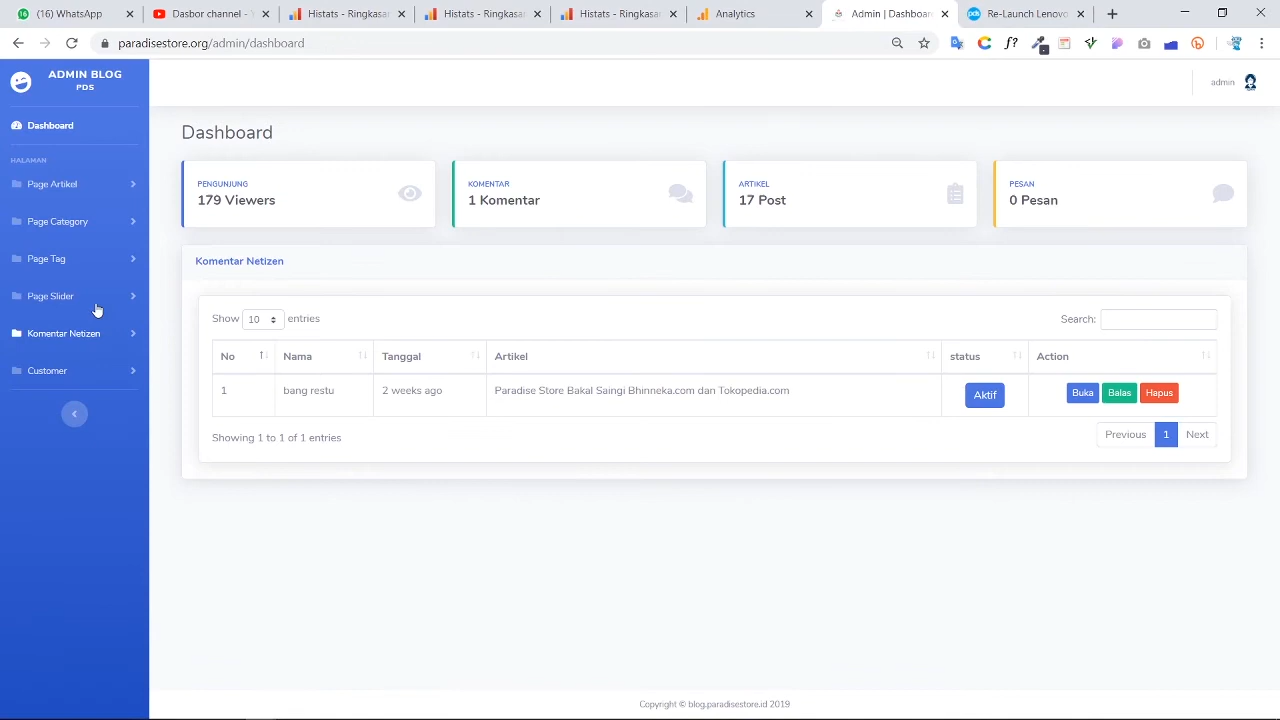 (16) WhatsApp
Dasbor channel -
Histats - Ringkasar
Histats - Ringkasar
Histats - Ringkasar
Analytics
Admin | Dashboar
Re-Launch Lenovo
paradisestore.org/admin/dashboard
ADMIN BLOG
PDS
admin
Dashboard
HALAMAN
Page Artikel
Page Category
Page Tag
Page Slider
Komentar Netizen
Customer
Dashboard
PENGUNJUNG
179 Viewers
KOMENTAR
1 Komentar
ARTIKEL
17 Post
PESAN
0 Pesan
Komentar Netizen
Show 10 entries
Search:
No Nama Tanggal Artikel status Action
1 bang restu 2 weeks ago Paradise Store Bakal Saingi Bhinneka.com dan Tokopedia.com Aktif Buka Balas Hapus
Showing 1 to 1 of 1 entries
Previous 1 Next
Copyright © blog.paradisestore.id 2019